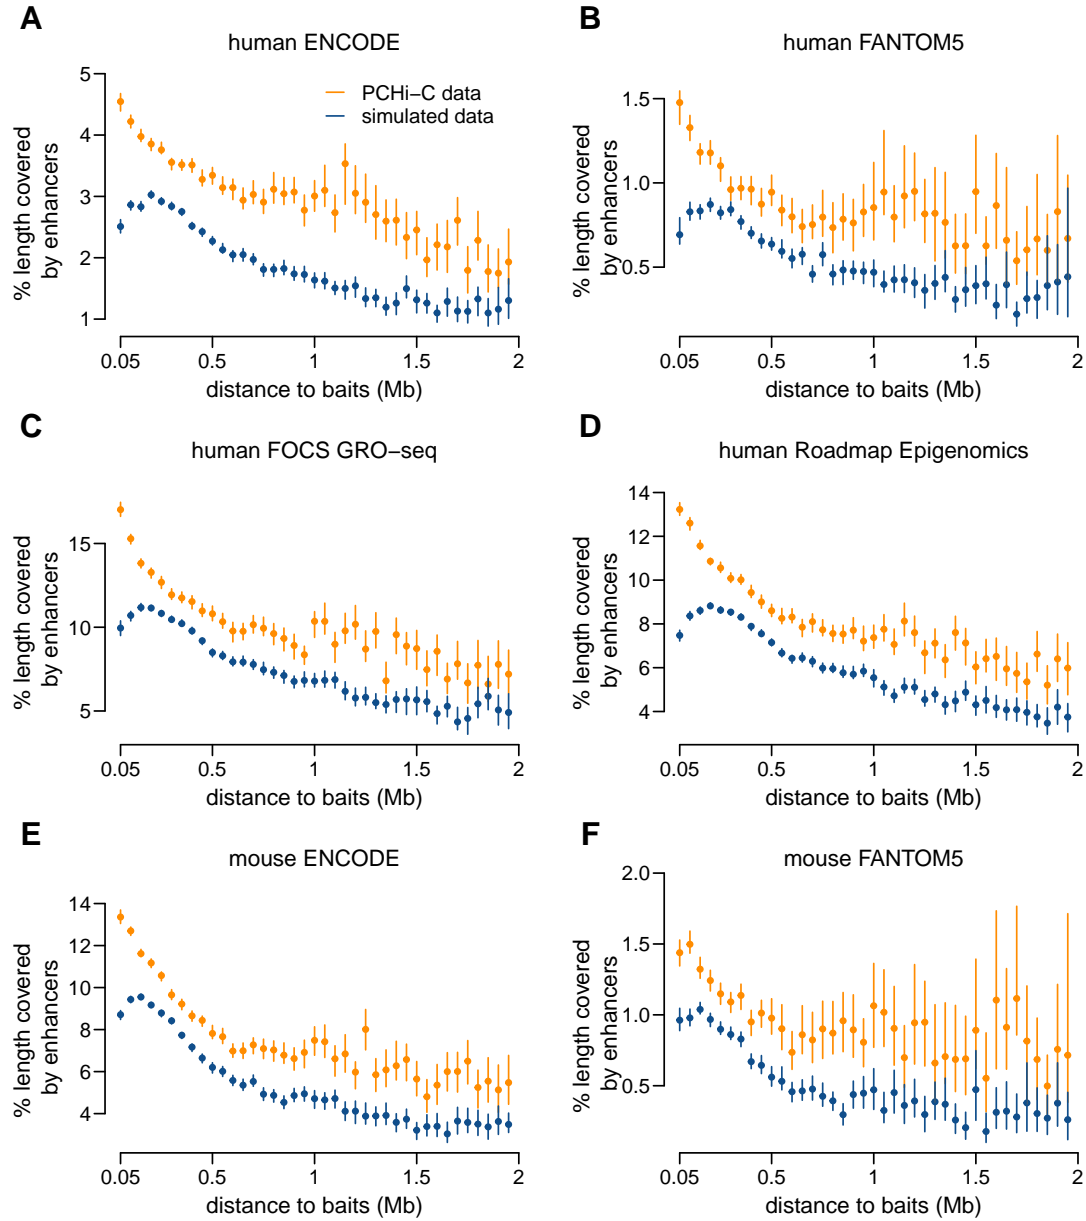 A
human ENCODE
% length covered
by enhancers
5
4
3
2
1
PCHi−C data
simulated data
0.05
0.5
1
1.5
2
distance to baits (Mb)
B
human FANTOM5
% length covered
by enhancers
1.5
1.0
0.5
0.05
0.5
1
1.5
2
distance to baits (Mb)
C
human FOCS GRO−seq
% length covered
by enhancers
15
10
5
0.05
0.5
1
1.5
2
distance to baits (Mb)
D
human Roadmap Epigenomics
% length covered
by enhancers
14
12
10
8
6
4
0.05
0.5
1
1.5
2
distance to baits (Mb)
E
mouse ENCODE
% length covered
by enhancers
14
12
10
8
6
4
0.05
0.5
1
1.5
2
distance to baits (Mb)
F
mouse FANTOM5
% length covered
by enhancers
2.0
1.5
1.0
0.5
0.05
0.5
1
1.5
2
distance to baits (Mb)